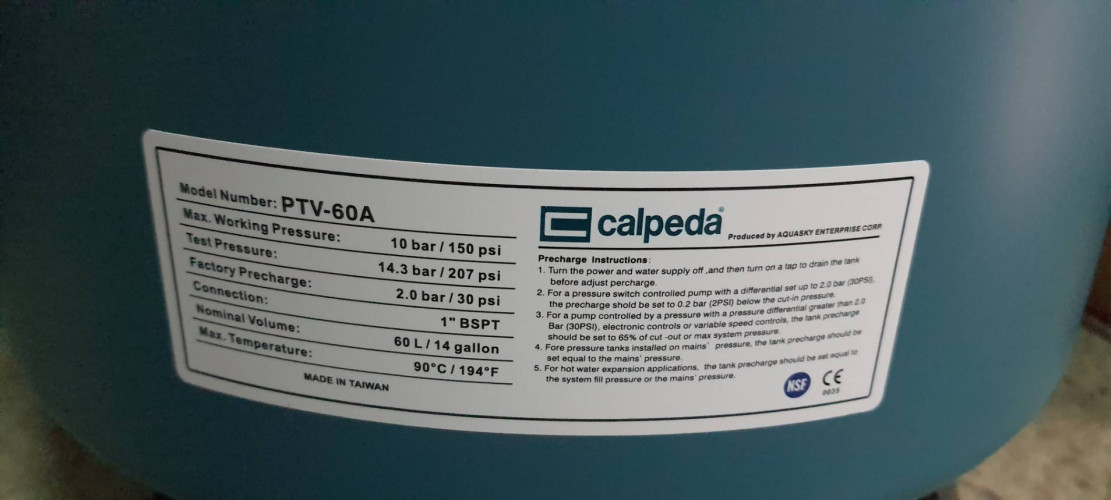 Model Number: PTV-60A
Max. Working Pressure: 10 bar / 150 psi
Test Pressure: 14.3 bar / 207 psi
Factory Precharge: 2.0 bar / 30 psi
Connection: 1" BSPT
Nominal Volume: 60 L / 14 gallon
Max. Temperature: 90°C / 194°F
MADE IN TAIWAN
calpeda® Produced by AQUASKY ENTERPRISE CORP.
Precharge Instructions:
1. Turn the power and water supply off ,and then turn on a tap to drain the tank
before adjust percharge.
2. For a pressure switch controlled pump with a differential set up to 2.0 bar (30PSI),
the precharge shold be set to 0.2 bar (2PSI) below the cut-in pressure.
3. For a pump controlled by a pressure with a pressure differential greater than 2.0
Bar (30PSI), electronic controls or variable speed controls, the tank precharge
should be set to 65% of cut -out or max system pressure.
4. Fore pressure tanks installed on mains' pressure, the tank precharge should be
set equal to the mains' pressure.
5. For hot water expansion applications, the tank precharge should be set equal to
the system fill pressure or the mains' pressure.
NSF CE
0035